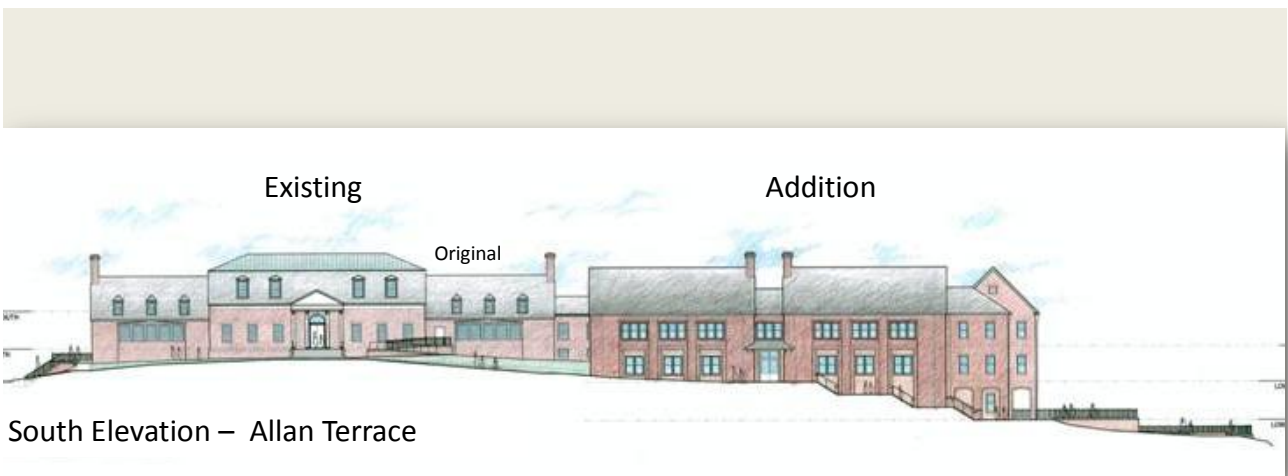 Existing
Addition
Original
South Elevation – Allan Terrace